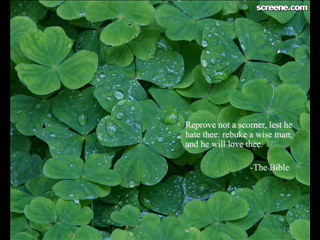 screene.com
Reprove not a scorner, lest he
hate thee: rebuke a wise man,
and he will love thee.
-The Bible